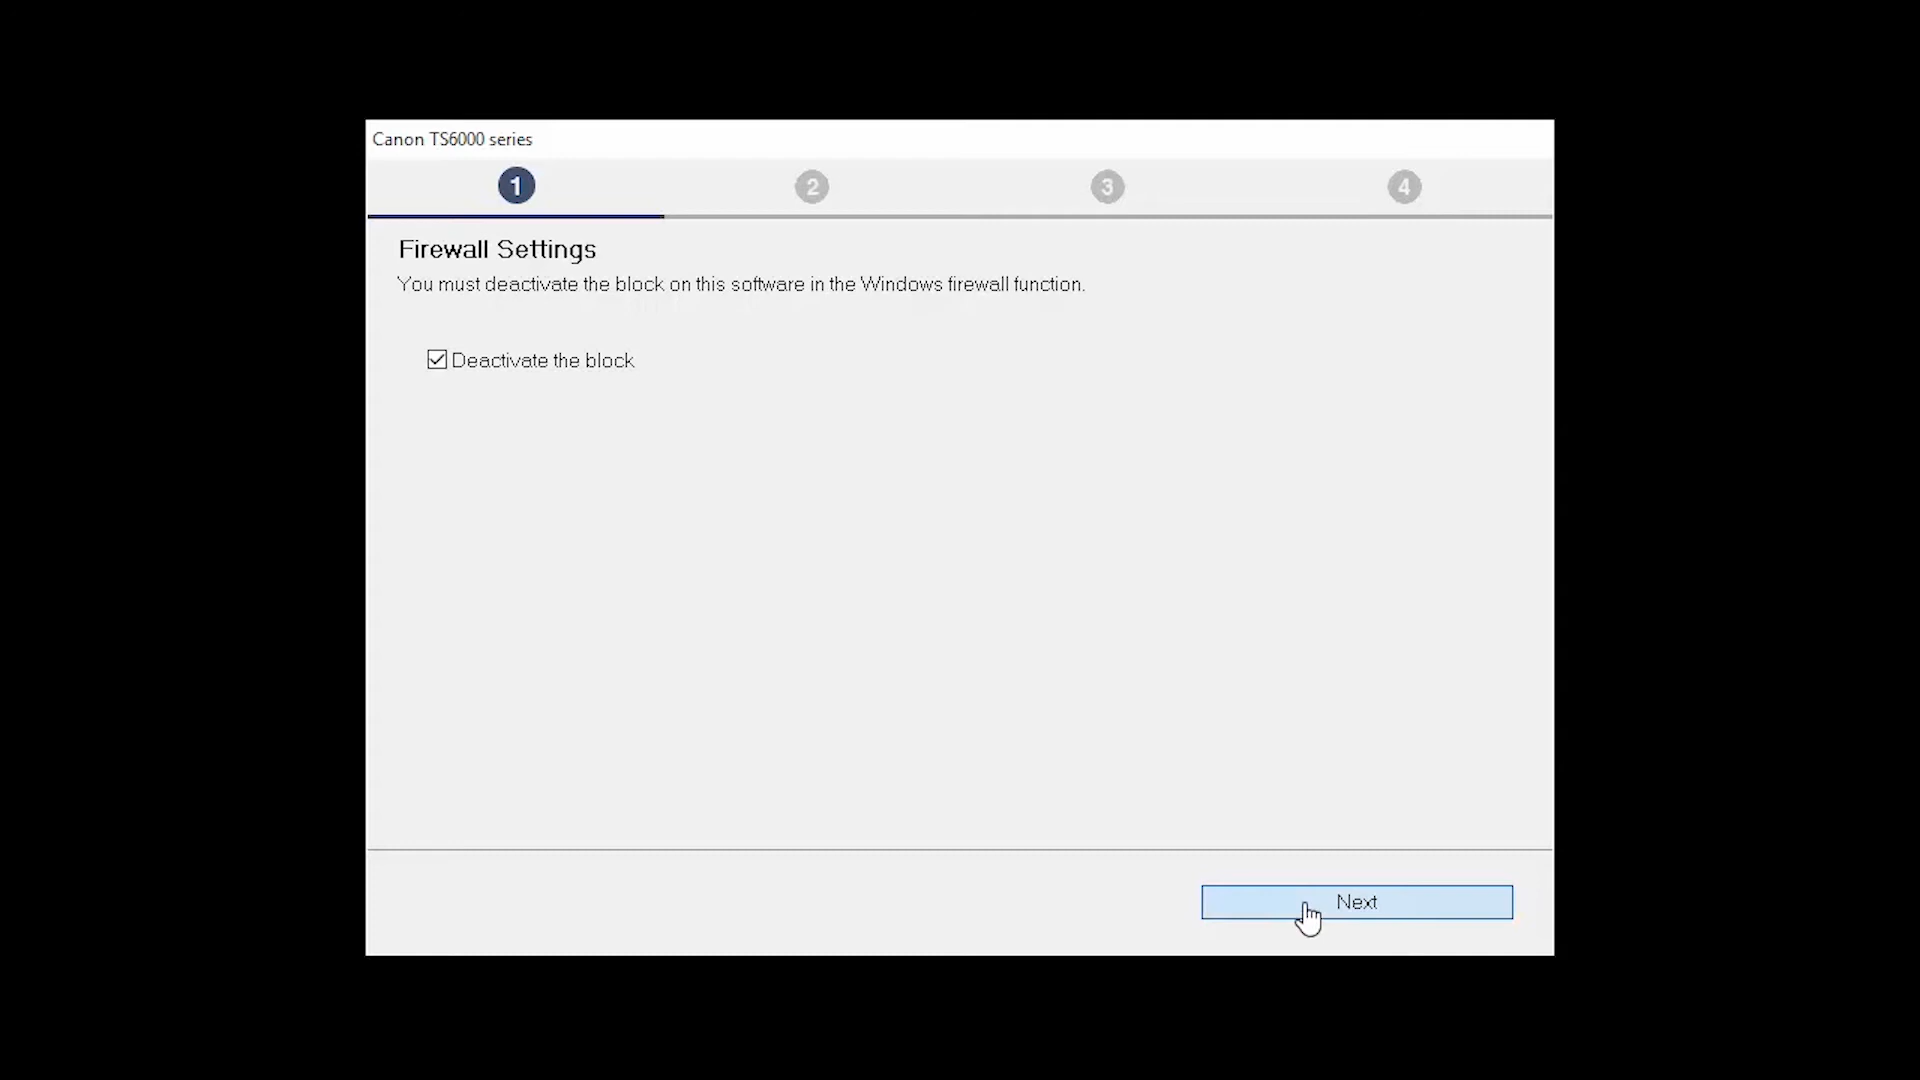 Canon TS6000 series
1 2 3 4
Firewall Settings
You must deactivate the block on this software in the Windows firewall function.
Deactivate the block
Next